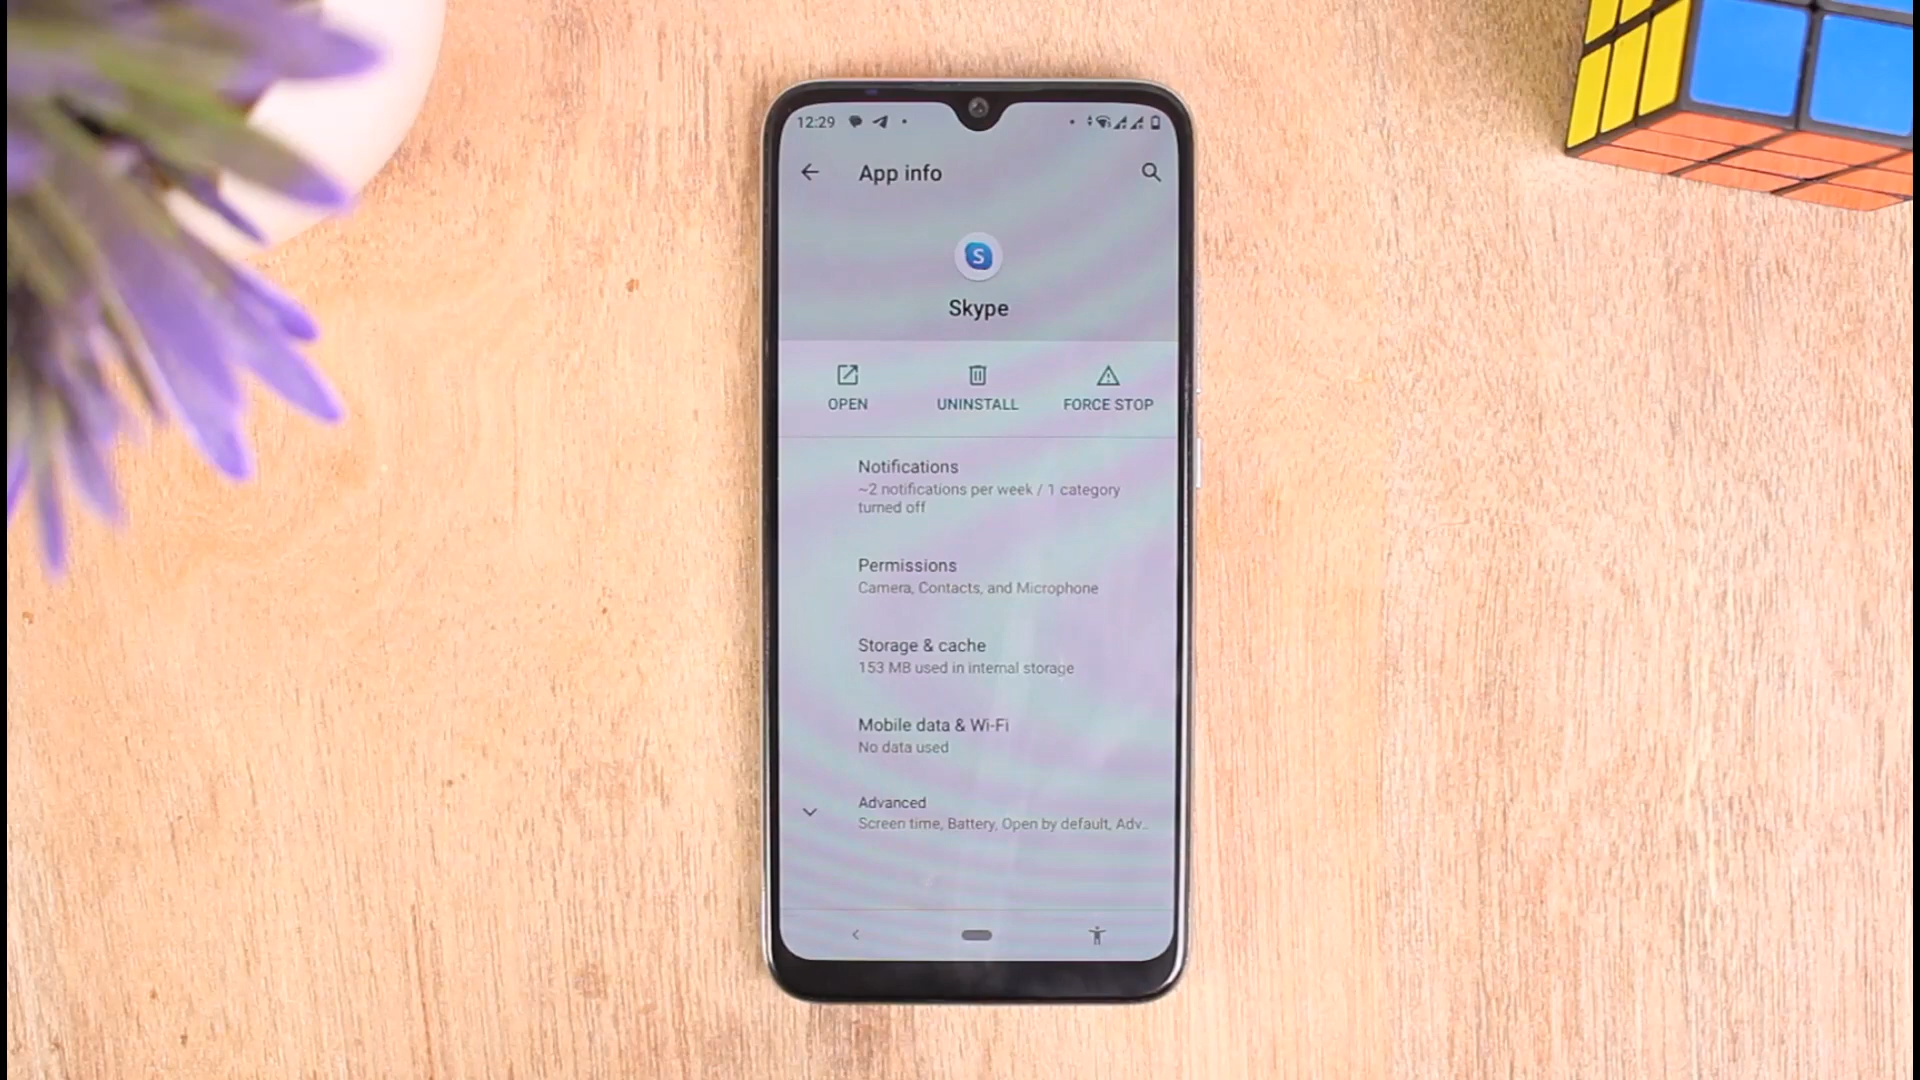 12:29
App info
S
Skype
OPEN
UNINSTALL
FORCE STOP
Notifications
~2 notifications per week / 1 category
turned off
Permissions
Camera, Contacts, and Microphone
Storage & cache
153 MB used in internal storage
Mobile data & Wi-Fi
No data used
Advanced
Screen time, Battery, Open by default, Adv...